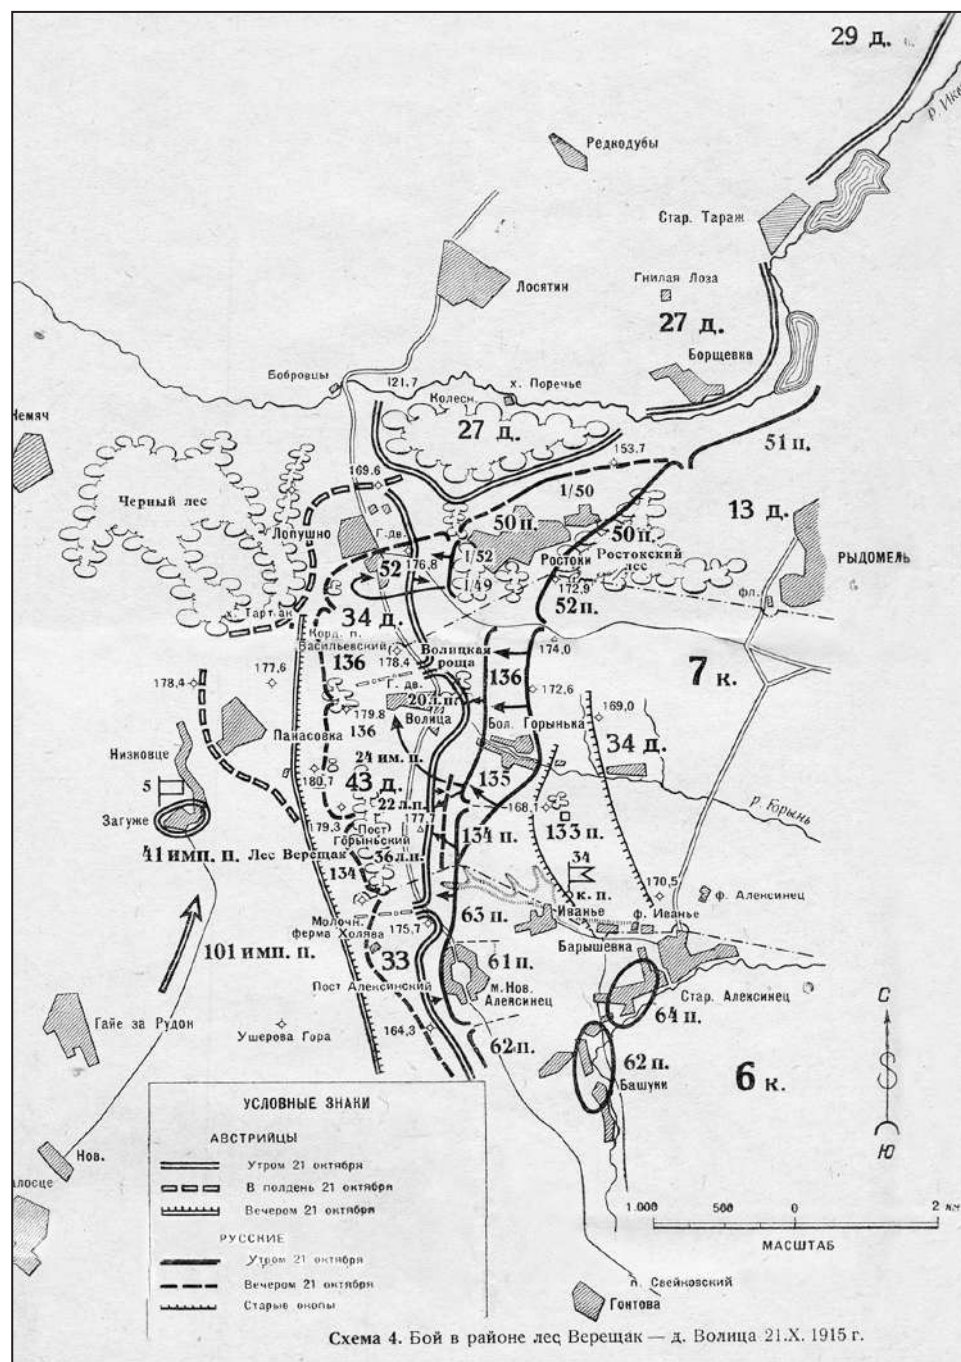 29 д.
р. Иква
Редкодубы
Стар. Тараж
Гнилая Лоза
Лосятин
27 д.
Борщевка
Бобровцы
121,7
х. Поречье
Колесн.
27 д.
51 п.
153,7
169.6
1/50
13 д.
Черный лес
Лопушно
Г. дв.
50 п.
50 п.
1/52
176,8
52
1/49
Ростоки
Ростокский
лес
РЫДОМЕЛЬ
172,9
фл.
52 п.
х. Тартак
34 д.
Корд. п.
Васильевский
136
178,4
Волицкая
роща
136
174,0
7 к.
177,6
178,4
Г. дв.
20 л.п.
172,6
179.8
Волица
Бол. Горынька
169,0
34 д.
Панасовка
136
Низковце
24 им. п.
5
180,7
43 д.
135
22 л.п.
168,1
р. Горынь
Загуже
179,3
Пост
Горыньский
177,7
134 п.
133 п.
41 имп. п.
Лес Верещак
36 л.п.
134
34
к. п.
170,5
ф. Алексинец
63 п.
Иванье
ф. Иванье
Молочн.
ферма Холява
175,7
Барышевка
101 имп. п.
33
61 п.
Пост Алексинский
м. Нов.
Алексинец
Стар. Алексинец
64 п.
Гайе за Рудон
Ушерова Гора
164,3
62 п.
62 п.
Башуки
6 к.
С
Ю
УСЛОВНЫЕ ЗНАКИ
АВСТРИЙЦЫ
Утром 21 октября
В полдень 21 октября
Вечером 21 октября
РУССКИЕ
Утром 21 октября
Вечером 21 октября
Старые окопы
Нов.
1.000 500 0 2 км
МАСШТАБ
п. Свейковский
Гонтова
Схема 4. Бой в районе лес Верещак — д. Волица 21.X. 1915 г.